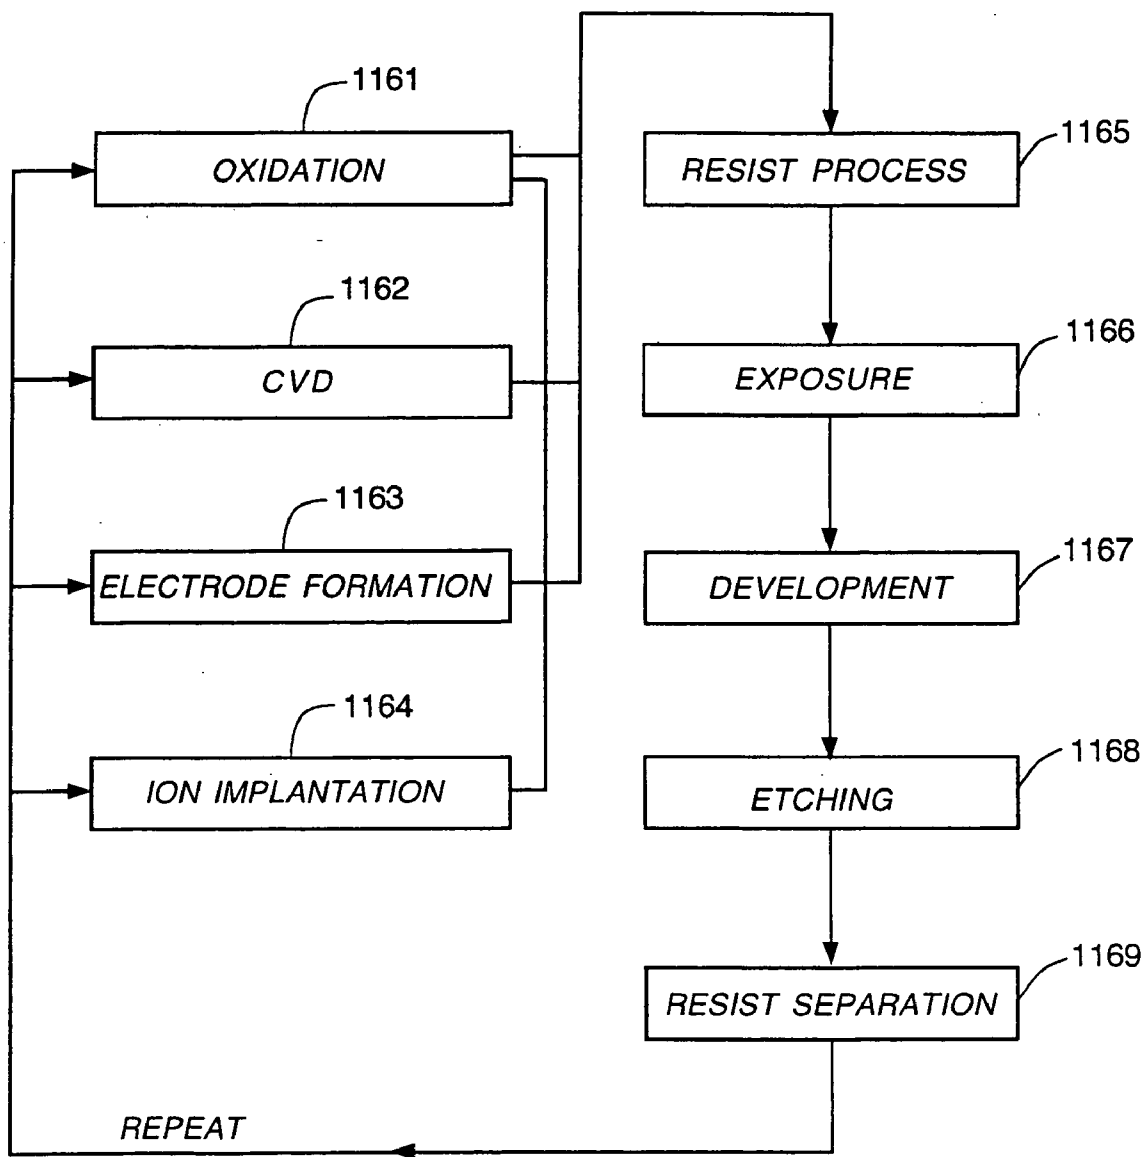 1161
OXIDATION
1162
CVD
1163
ELECTRODE FORMATION
1164
ION IMPLANTATION
1165
RESIST PROCESS
1166
EXPOSURE
1167
DEVELOPMENT
1168
ETCHING
1169
RESIST SEPARATION
REPEAT